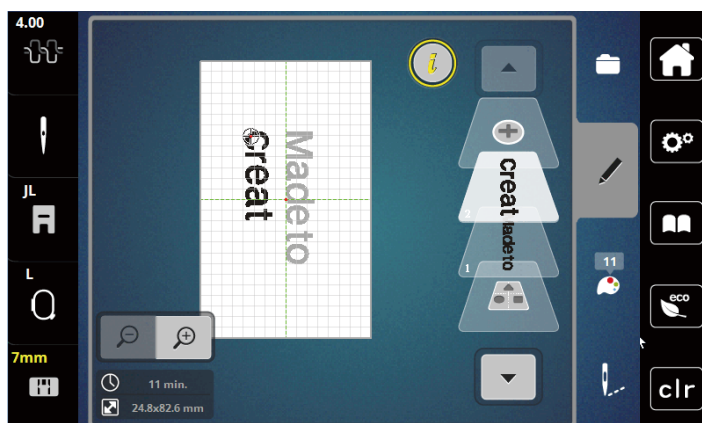 4.00
JL
L
7mm
Made to
Creat
11 min.
24.8x82.6 mm
i
Creat
2
Made to
1
11
eco
clr